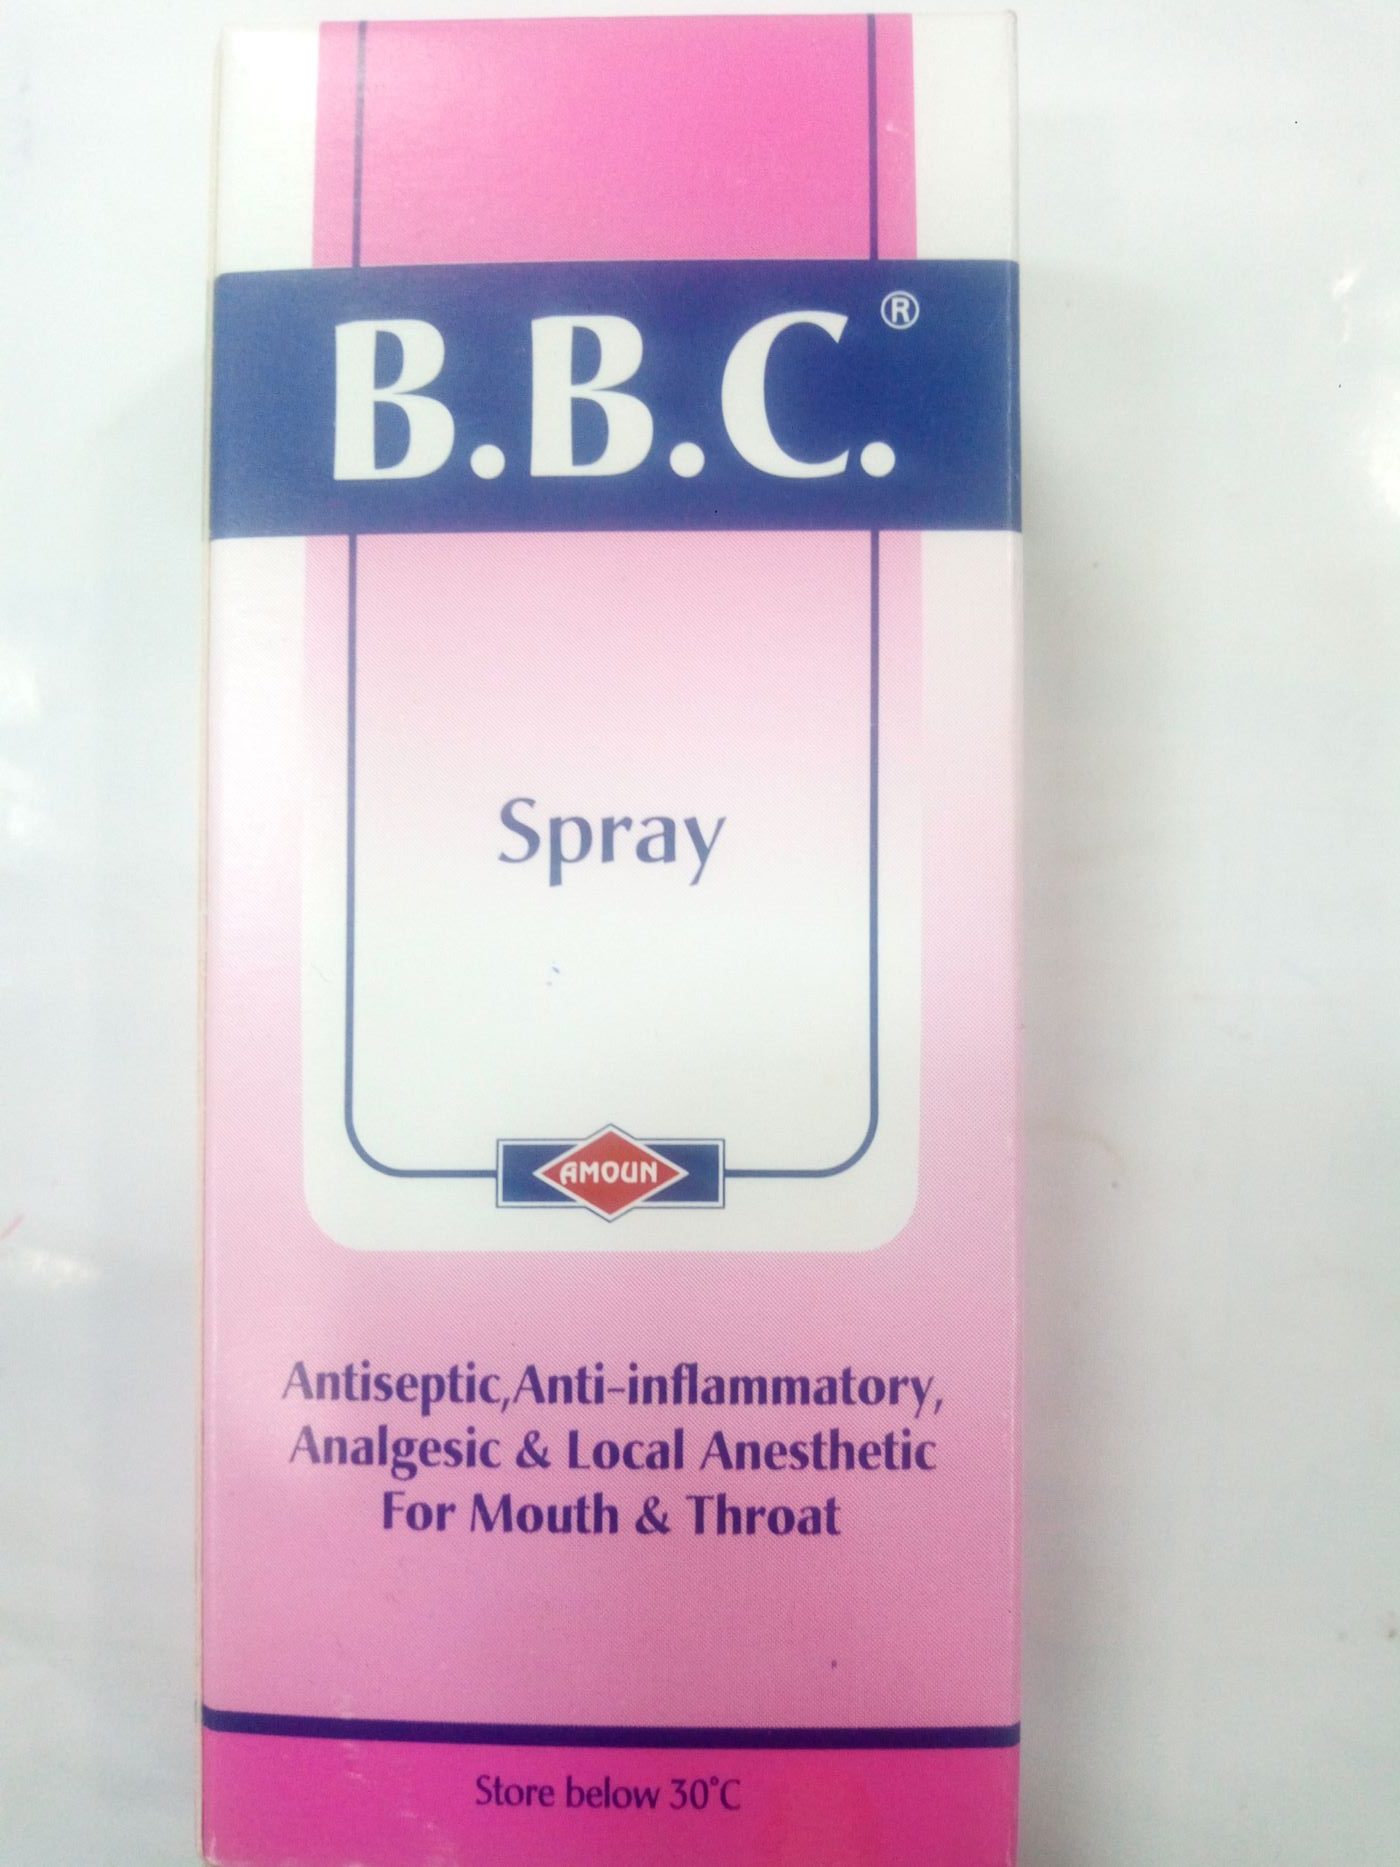 B.B.C.®
Spray
AMOUN
Antiseptic,Anti-inflammatory,
Analgesic & Local Anesthetic
For Mouth & Throat
Store below 30°C